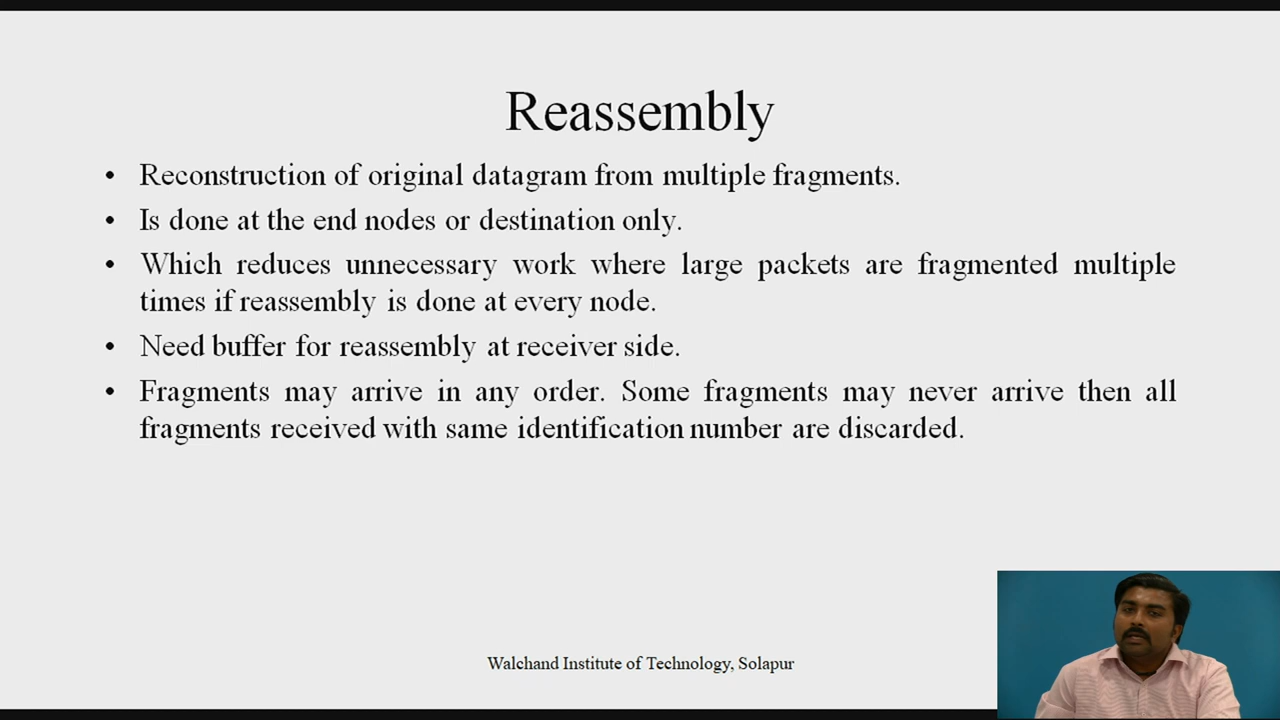 Reassembly
• Reconstruction of original datagram from multiple fragments.
• Is done at the end nodes or destination only.
• Which reduces unnecessary work where large packets are fragmented multiple
times if reassembly is done at every node.
• Need buffer for reassembly at receiver side.
• Fragments may arrive in any order. Some fragments may never arrive then all
fragments received with same identification number are discarded.
Walchand Institute of Technology, Solapur